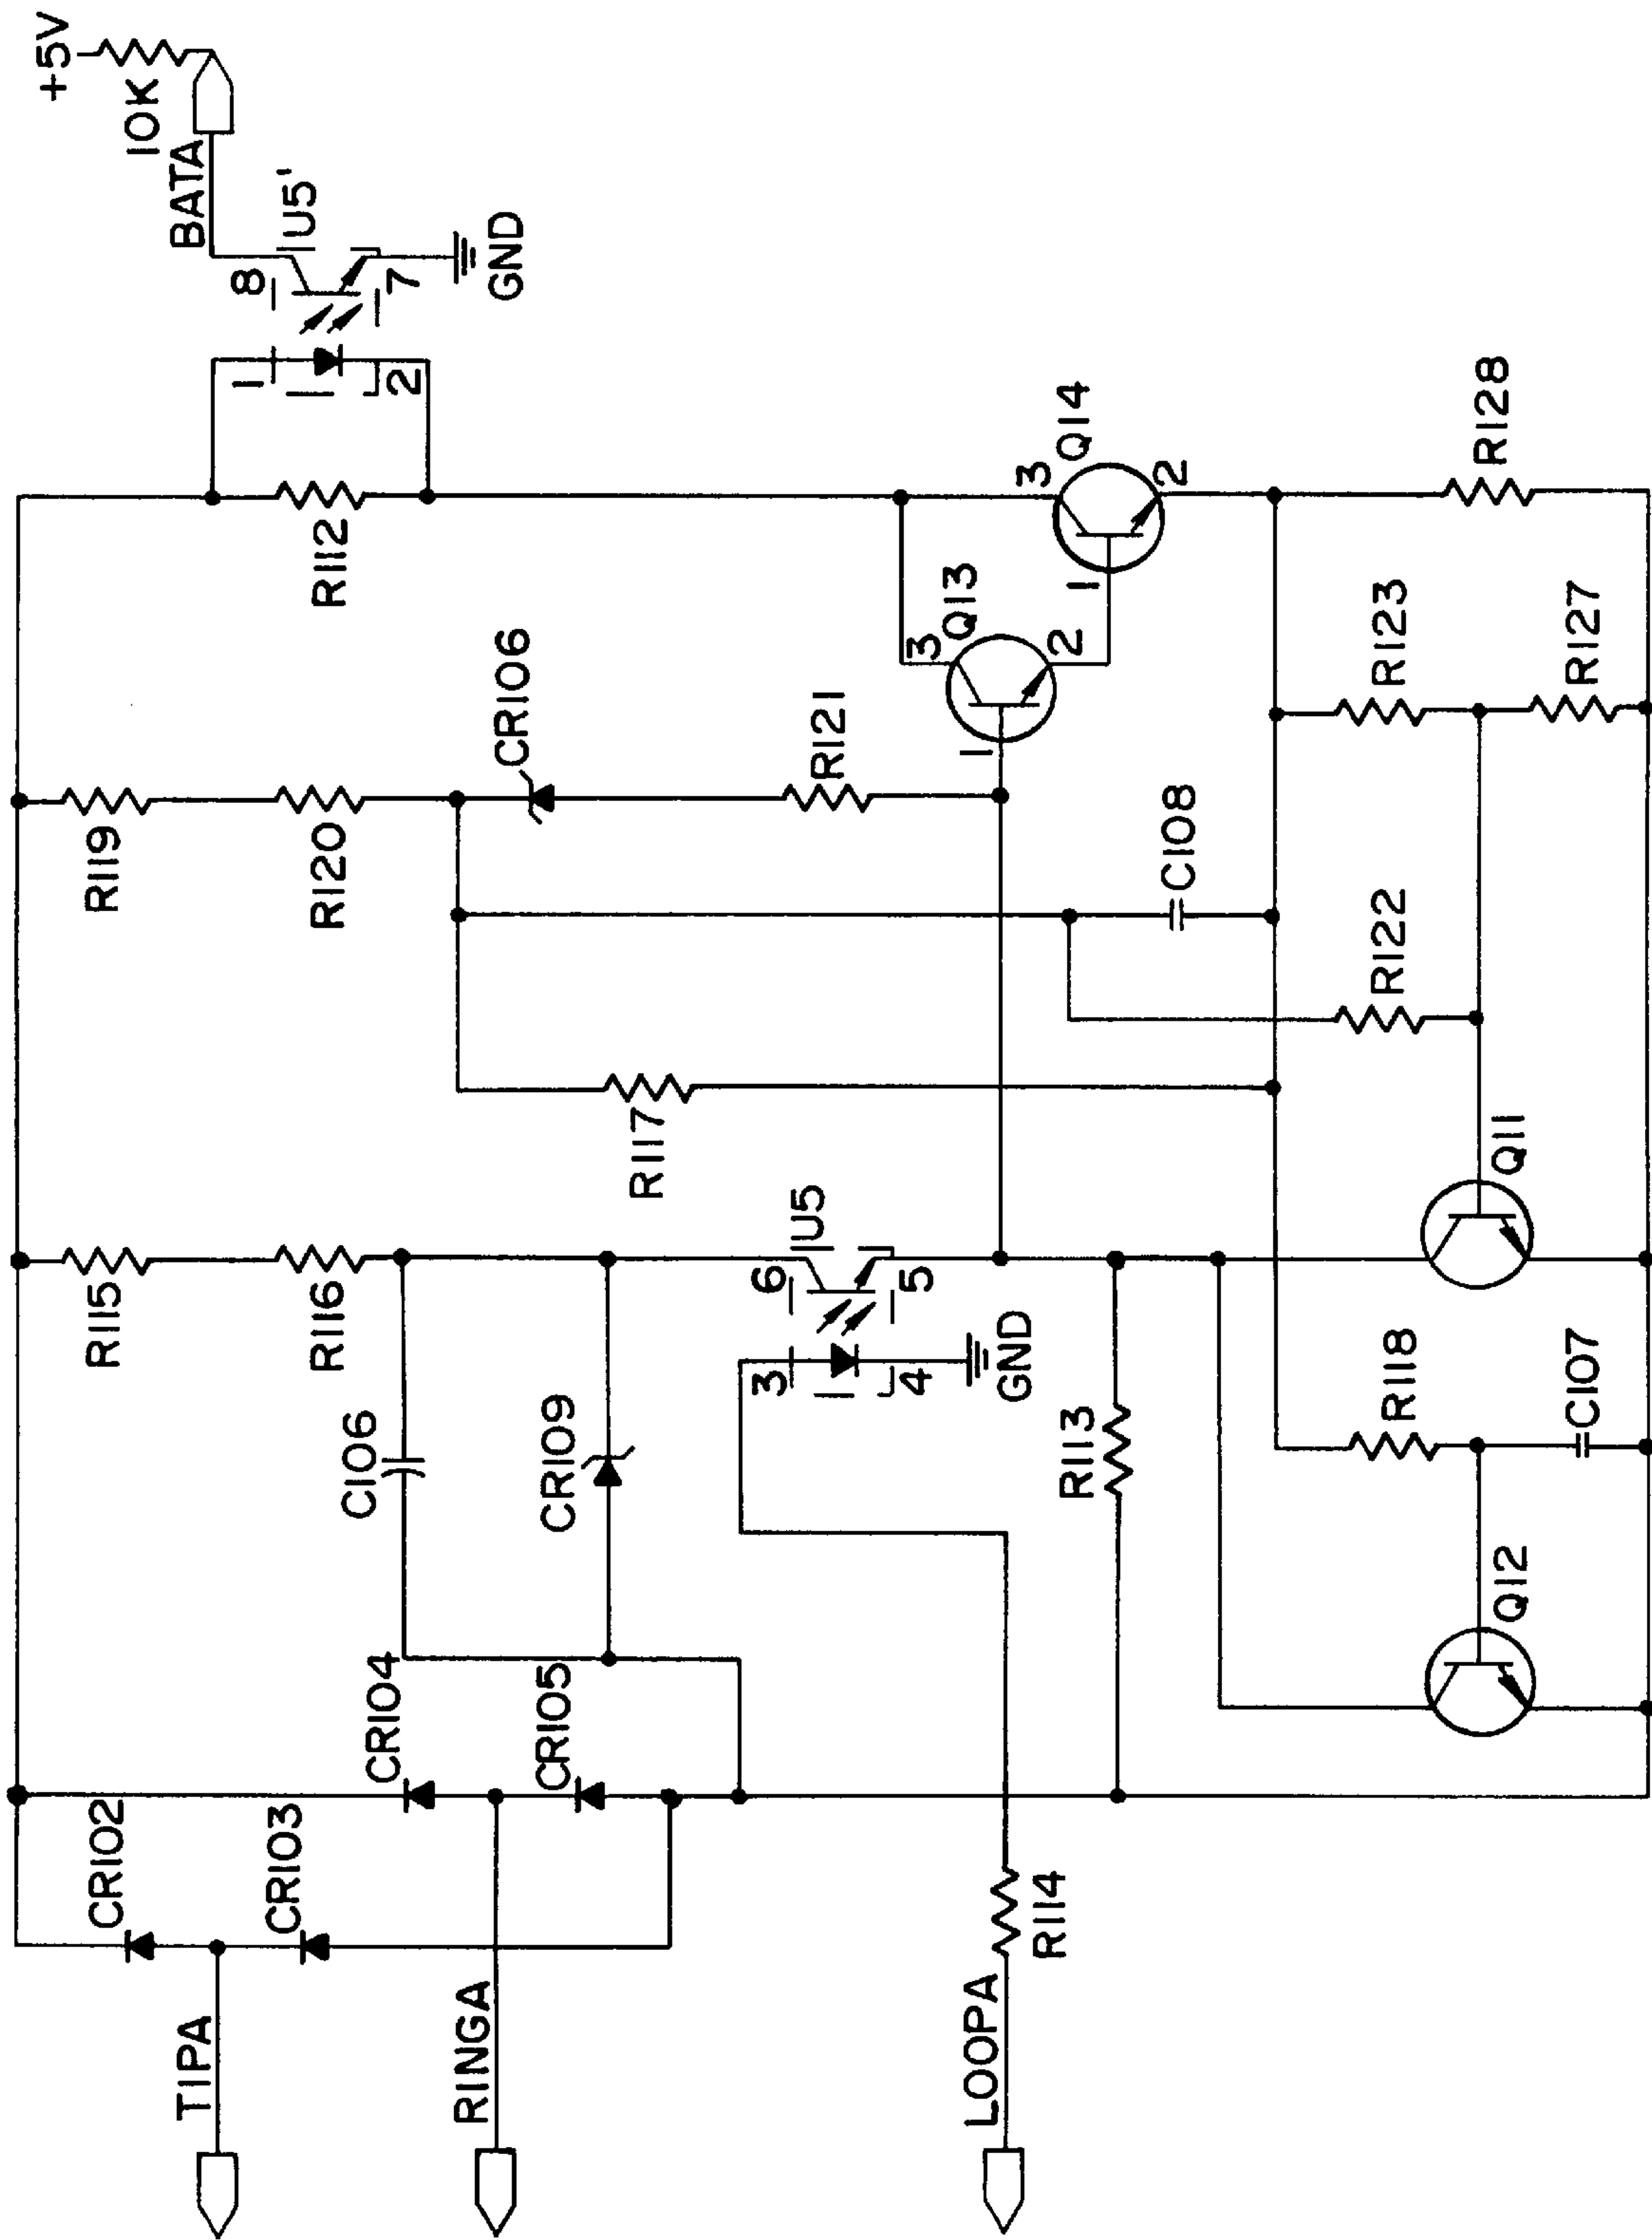 +5V
10K
BATA
U5'
8
7
GND
1
2
R112
3
Q14
1
2
R128
3
Q13
1
2
R123
R127
CR106
R121
R119
R120
C108
R122
R117
Q11
U5
6
5
3
4
GND
R115
R116
C106
CR109
R113
R118
C107
Q12
CR104
CR105
CR102
CR103
R114
TIPA
RINGA
LOOPA